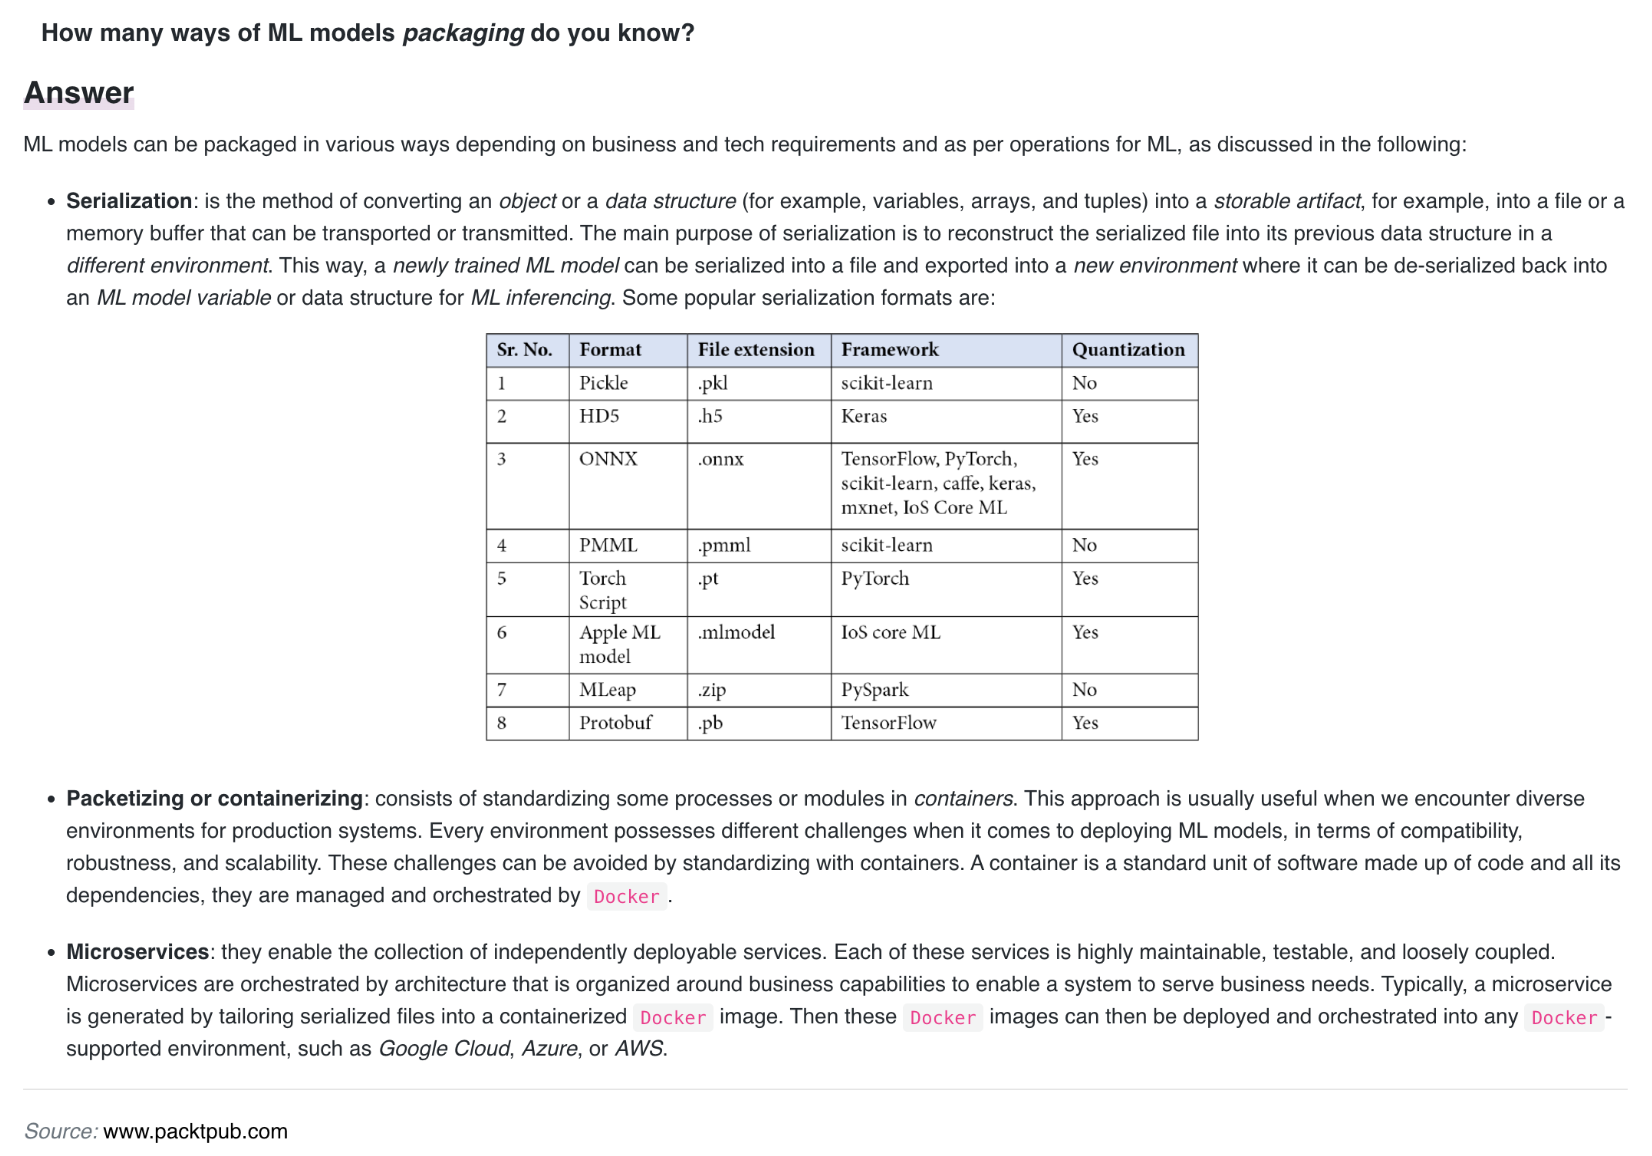 How many ways of ML models packaging do you know?
Answer
ML models can be packaged in various ways depending on business and tech requirements and as per operations for ML, as discussed in the following:
• Serialization: is the method of converting an object or a data structure (for example, variables, arrays, and tuples) into a storable artifact, for example, into a file or a
memory buffer that can be transported or transmitted. The main purpose of serialization is to reconstruct the serialized file into its previous data structure in a
different environment. This way, a newly trained ML model can be serialized into a file and exported into a new environment where it can be de-serialized back into
an ML model variable or data structure for ML inferencing. Some popular serialization formats are:
Sr. No. Format File extension Framework Quantization
1 Pickle .pkl scikit-learn No
2 HD5 .h5 Keras Yes
3 ONNX .onnx TensorFlow, PyTorch, Yes
scikit-learn, caffe, keras,
mxnet, IoS Core ML
4 PMML .pmml scikit-learn No
5 Torch .pt PyTorch Yes
Script
6 Apple ML .mlmodel IoS core ML Yes
model
7 MLeap .zip PySpark No
8 Protobuf .pb TensorFlow Yes
• Packetizing or containerizing: consists of standardizing some processes or modules in containers. This approach is usually useful when we encounter diverse
environments for production systems. Every environment possesses different challenges when it comes to deploying ML models, in terms of compatibility,
robustness, and scalability. These challenges can be avoided by standardizing with containers. A container is a standard unit of software made up of code and all its
dependencies, they are managed and orchestrated by Docker.
• Microservices: they enable the collection of independently deployable services. Each of these services is highly maintainable, testable, and loosely coupled.
Microservices are orchestrated by architecture that is organized around business capabilities to enable a system to serve business needs. Typically, a microservice
is generated by tailoring serialized files into a containerized Docker image. Then these Docker images can then be deployed and orchestrated into any Docker-
supported environment, such as Google Cloud, Azure, or AWS.
Source: www.packtpub.com